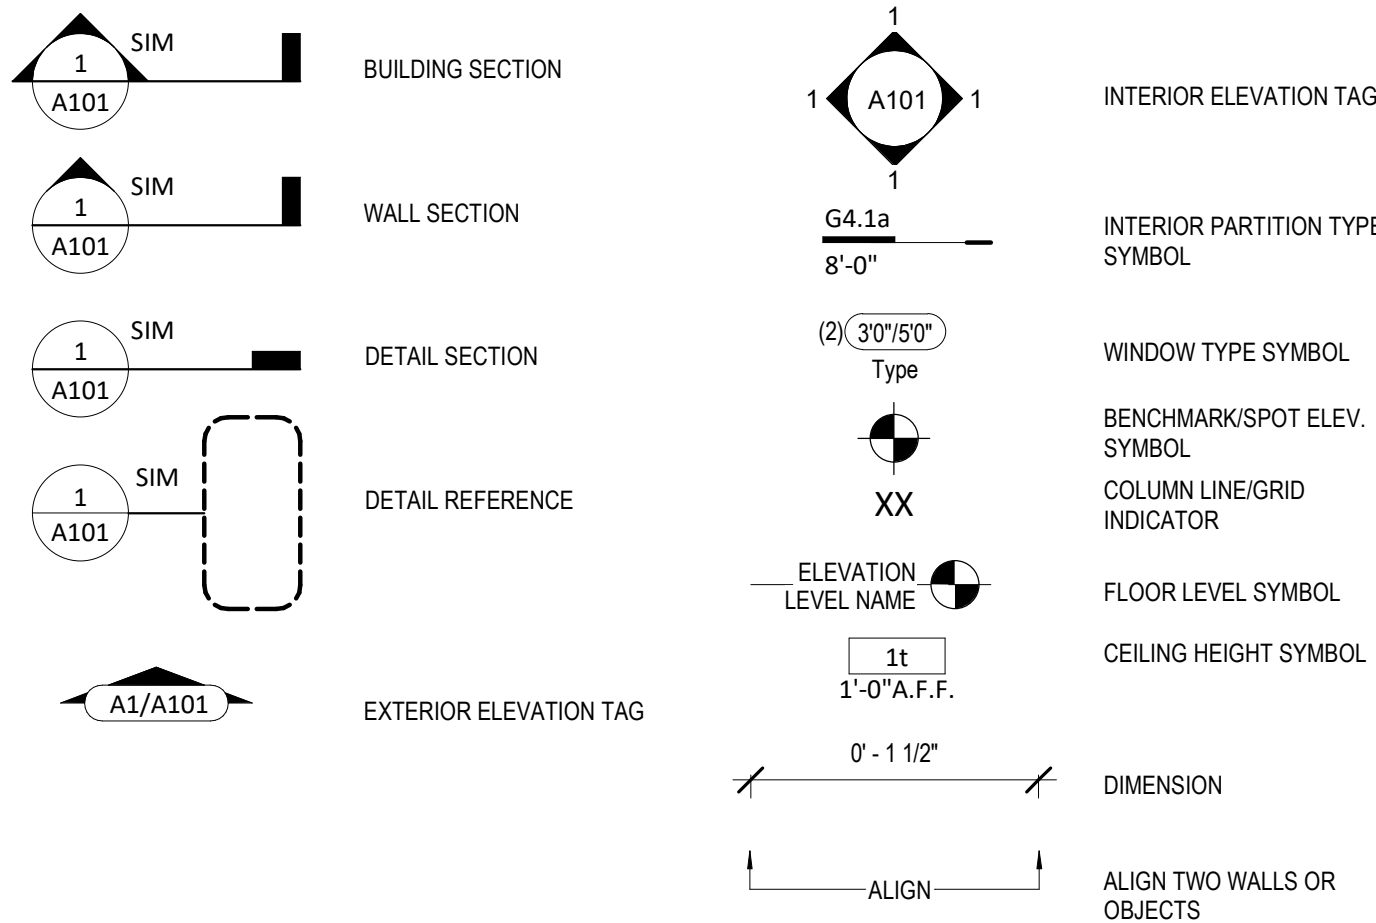 SIM
1
A101
BUILDING SECTION
SIM
1
A101
WALL SECTION
SIM
1
A101
DETAIL SECTION
SIM
1
A101
DETAIL REFERENCE
A1/A101
EXTERIOR ELEVATION TAG
1
1 A101 1
1
INTERIOR ELEVATION TAG
G4.1a
8'-0"
INTERIOR PARTITION TYPE
SYMBOL
(2) 3'0"/5'0"
Type
WINDOW TYPE SYMBOL
BENCHMARK/SPOT ELEV.
SYMBOL
XX
COLUMN LINE/GRID
INDICATOR
ELEVATION
LEVEL NAME
FLOOR LEVEL SYMBOL
1t
1'-0"A.F.F.
CEILING HEIGHT SYMBOL
0' - 1 1/2"
DIMENSION
ALIGN
ALIGN TWO WALLS OR
OBJECTS